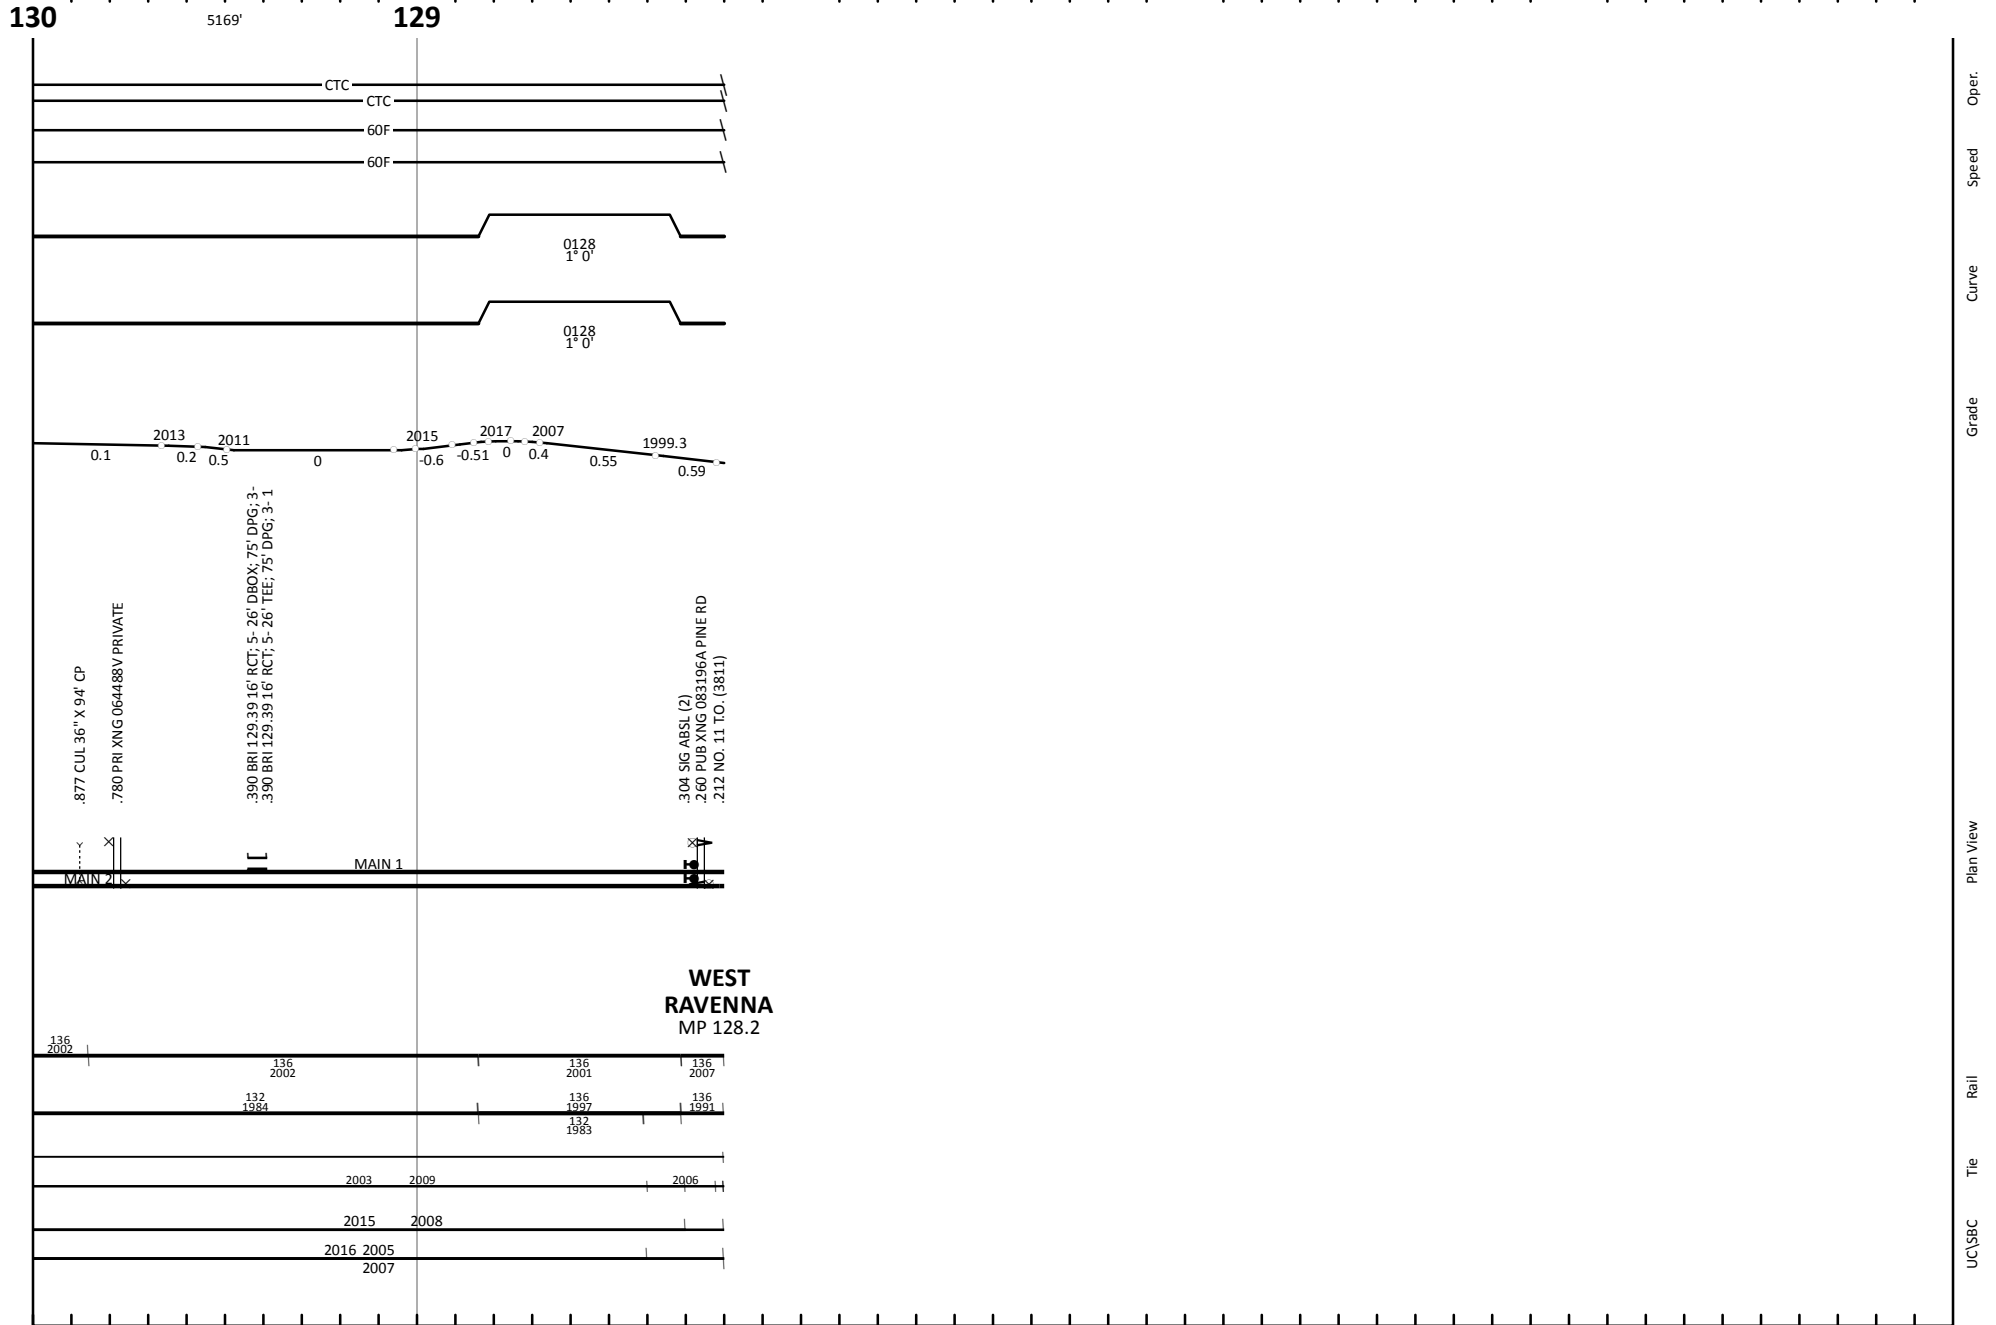 130
5169'
129
CTC
CTC
60F
60F
0128
1° 0'
0128
1° 0'
2013
2011
2015
2017
2007
1999.3
0.1
0.2
0.5
0
-0.6
-0.51
0
0.4
0.55
0.59
.877 CUL 36" X 94' CP
.780 PRI XNG 064488V PRIVATE
.390 BRI 129.39 16' RCT; 5- 26' DBOX; 75' DPG; 3-
.390 BRI 129.39 16' RCT; 5- 26' TEE; 75' DPG; 3- 1
.304 SIG ABSL (2)
.260 PUB XNG 083196A PINE RD
.212 NO. 11 T.O. (3811)
MAIN 1
MAIN 2
WEST
RAVENNA
MP 128.2
136
2002
136
2002
136
2001
136
2007
132
1984
136
1997
136
1991
132
1983
2003
2009
2006
2015
2008
2016 2005
2007
Oper.
Speed
Curve
Grade
Plan View
Rail
Tie
UC\SBC